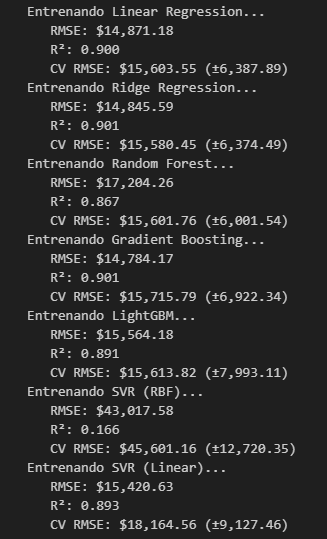 Entrenando Linear Regression...
RMSE: $14,871.18
R²: 0.900
CV RMSE: $15,603.55 (±6,387.89)
Entrenando Ridge Regression...
RMSE: $14,845.59
R²: 0.901
CV RMSE: $15,580.45 (±6,374.49)
Entrenando Random Forest...
RMSE: $17,204.26
R²: 0.867
CV RMSE: $15,601.76 (±6,001.54)
Entrenando Gradient Boosting...
RMSE: $14,784.17
R²: 0.901
CV RMSE: $15,715.79 (±6,922.34)
Entrenando LightGBM...
RMSE: $15,564.18
R²: 0.891
CV RMSE: $15,613.82 (±7,993.11)
Entrenando SVR (RBF)...
RMSE: $43,017.58
R²: 0.166
CV RMSE: $45,601.16 (±12,720.35)
Entrenando SVR (Linear)...
RMSE: $15,420.63
R²: 0.893
CV RMSE: $18,164.56 (±9,127.46)